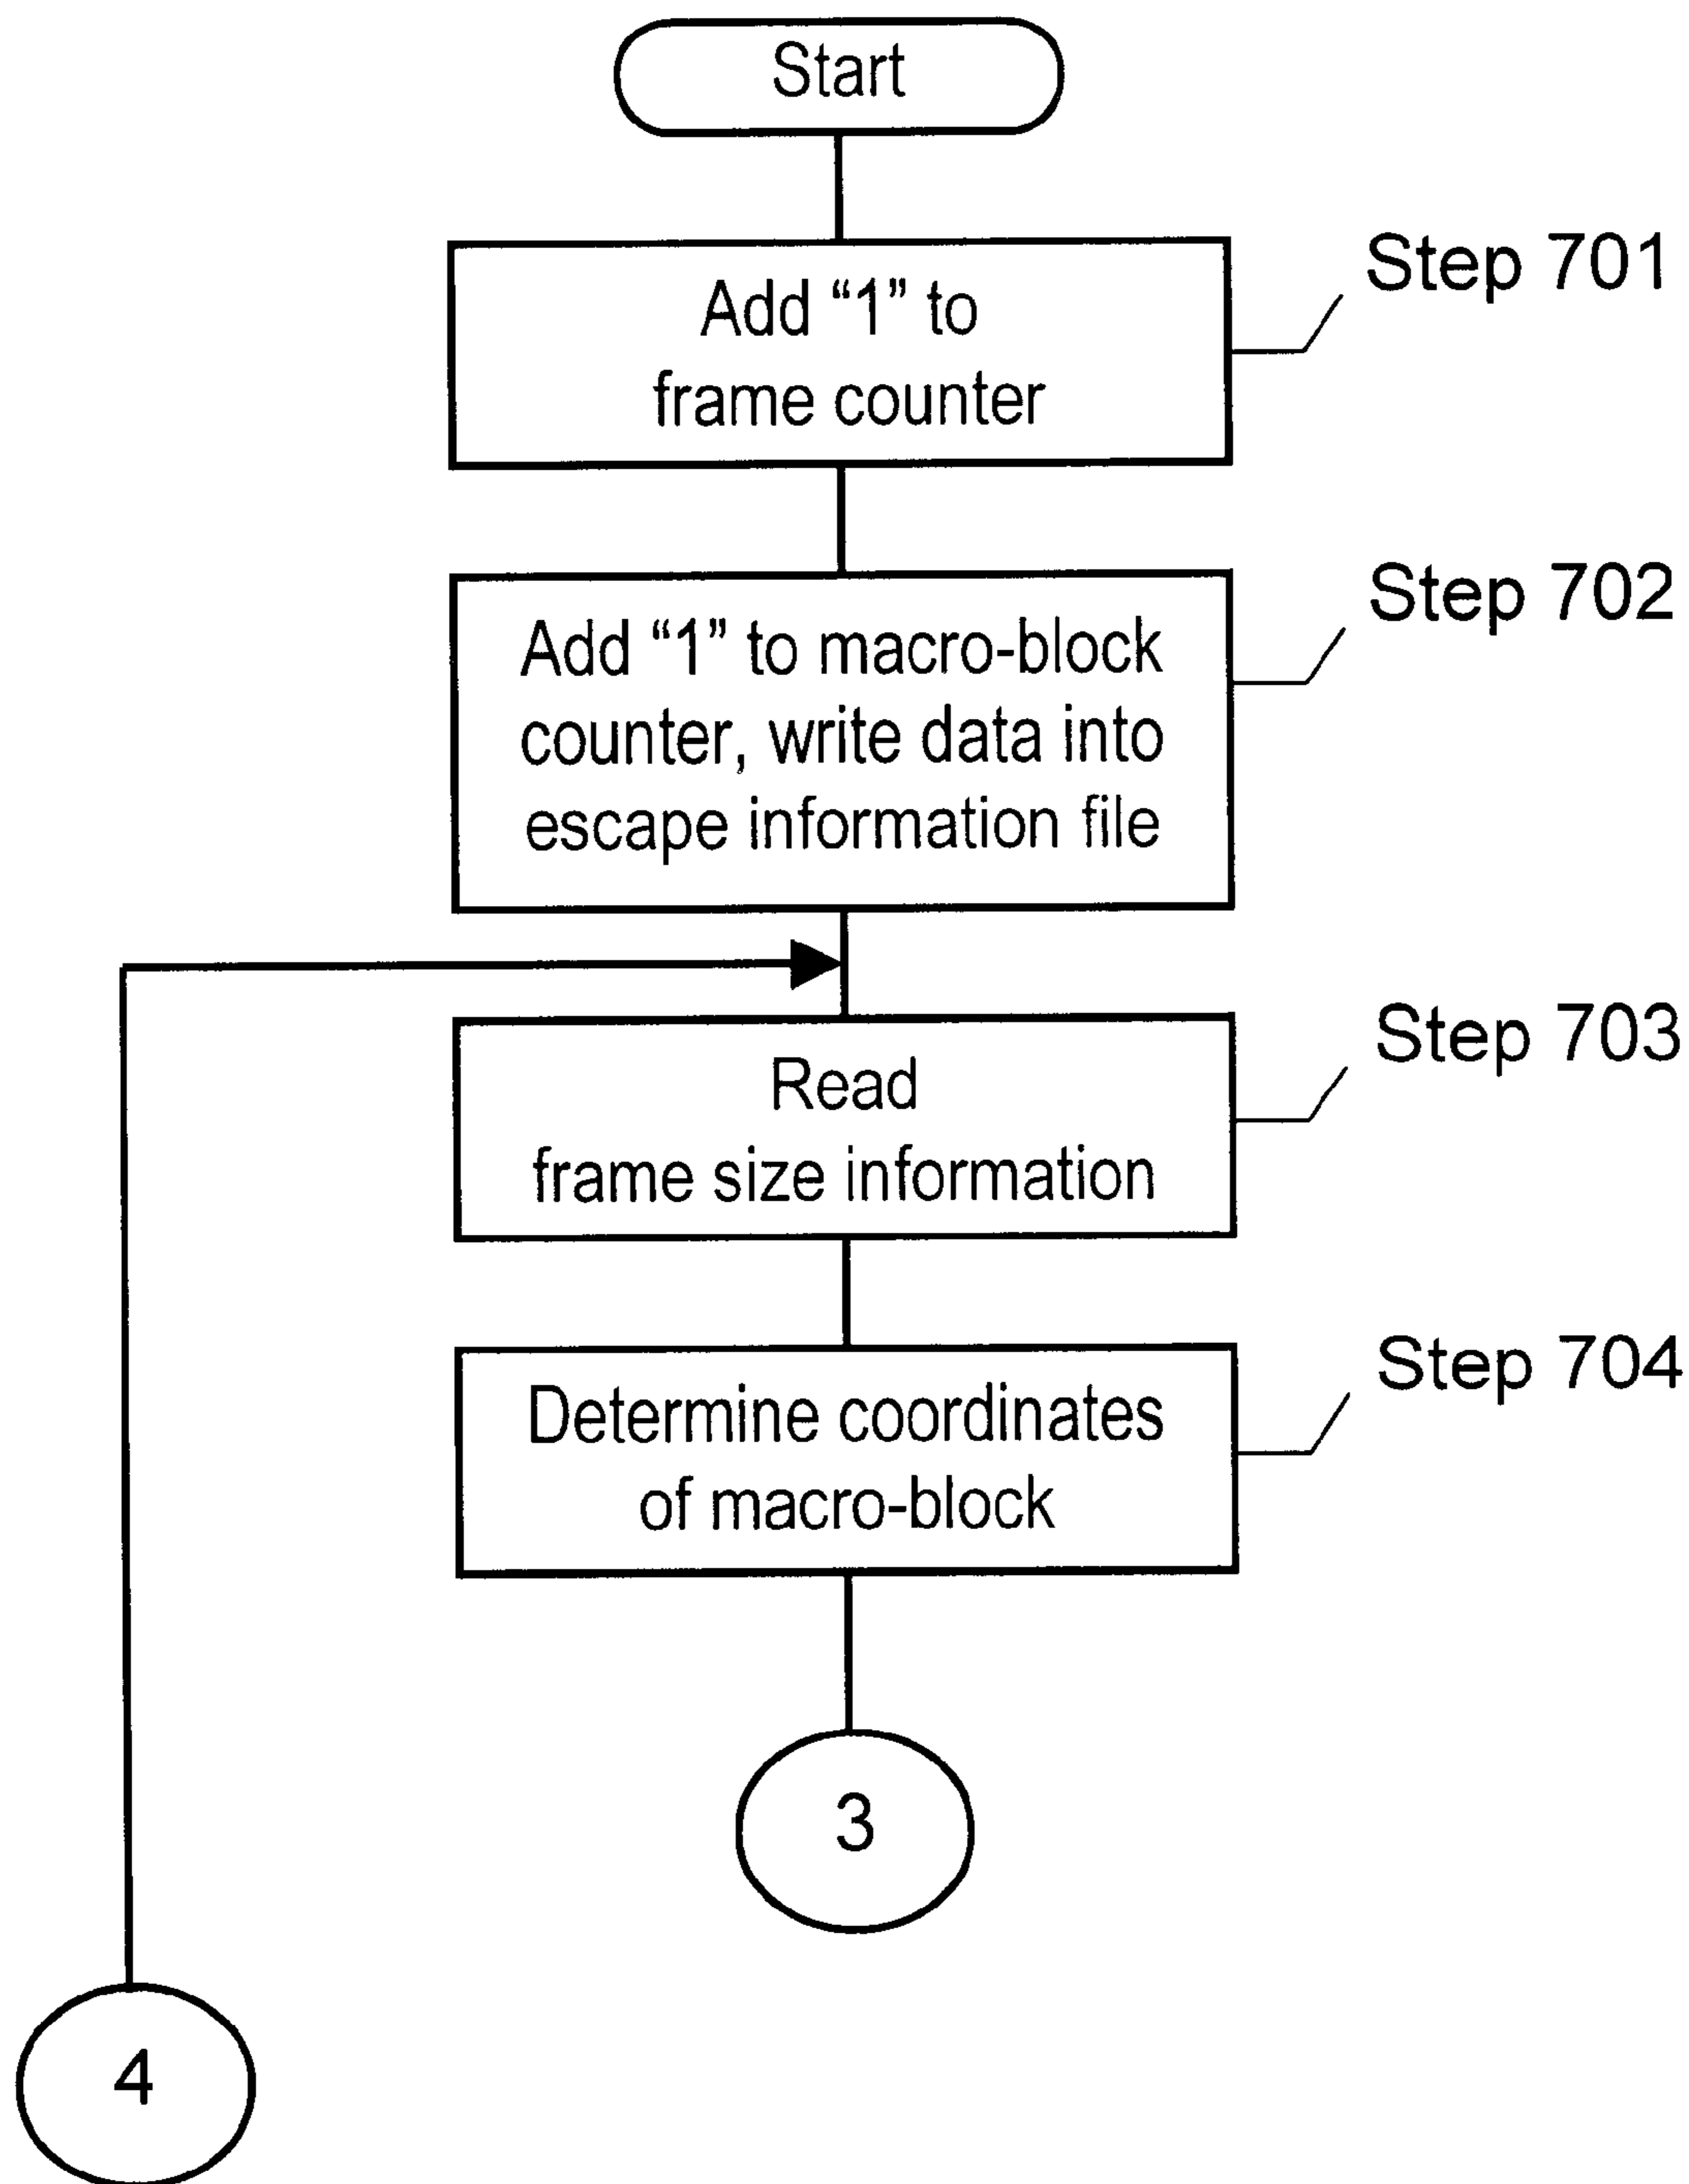 Start
Step 701
Add “1” to
frame counter
Step 702
Add “1” to macro-block
counter, write data into
escape information file
Step 703
Read
frame size information
Step 704
Determine coordinates
of macro-block
3
4